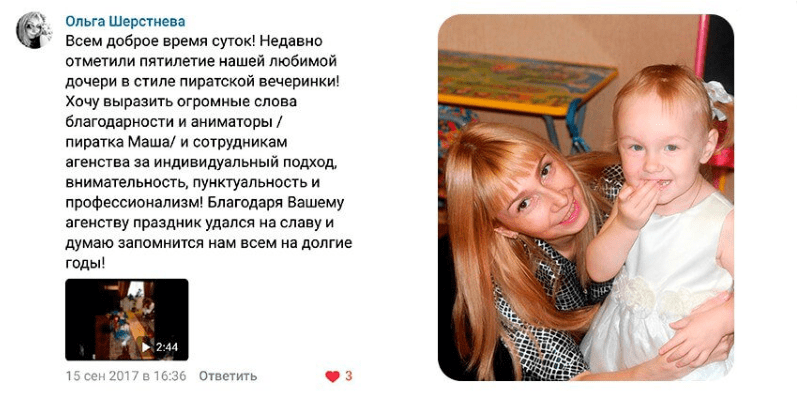 Ольга Шерстнева
Всем доброе время суток! Недавно
отметили пятилетие нашей любимой
дочери в стиле пиратской вечеринки!
Хочу выразить огромные слова
благодарности и аниматоры /
пиратка Маша/ и сотрудникам
агенства за индивидуальный подход,
внимательность, пунктуальность и
профессионализм! Благодаря Вашему
агенству праздник удался на славу и
думаю запомнится нам всем на долгие
годы!
2:44
15 сен 2017 в 16:36 Ответить 3